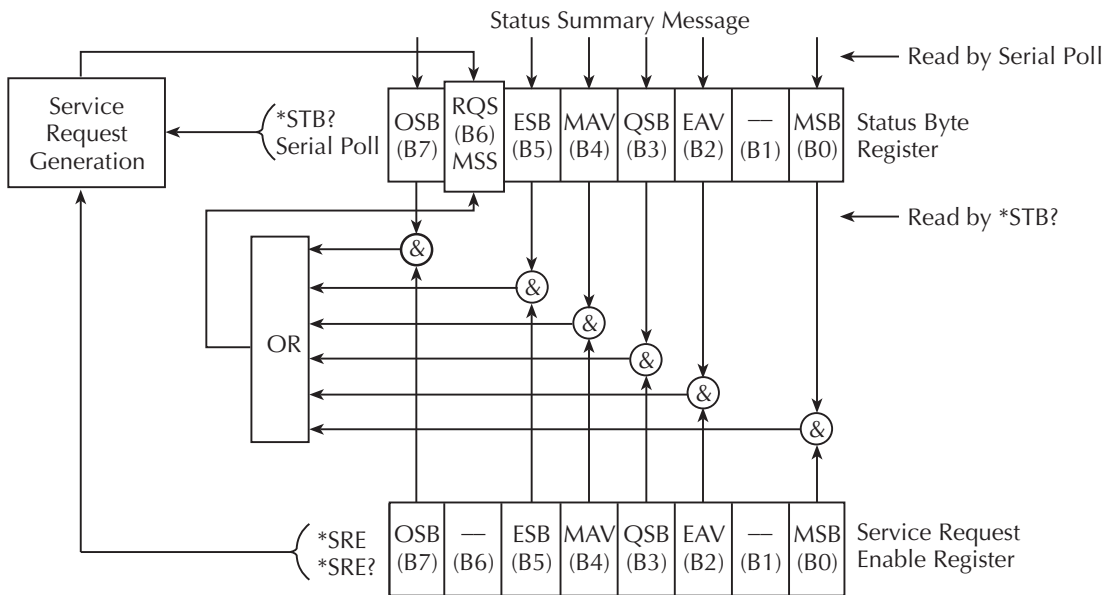 Status Summary Message
Read by Serial Poll
Service
Request
Generation
*STB?
Serial Poll
OSB
(B7)
RQS
(B6)
MSS
ESB
(B5)
MAV
(B4)
QSB
(B3)
EAV
(B2)
—
(B1)
MSB
(B0)
Status Byte
Register
Read by *STB?
&
&
&
OR
&
&
&
*SRE
*SRE?
OSB
(B7)
—
(B6)
ESB
(B5)
MAV
(B4)
QSB
(B3)
EAV
(B2)
—
(B1)
MSB
(B0)
Service Request
Enable Register